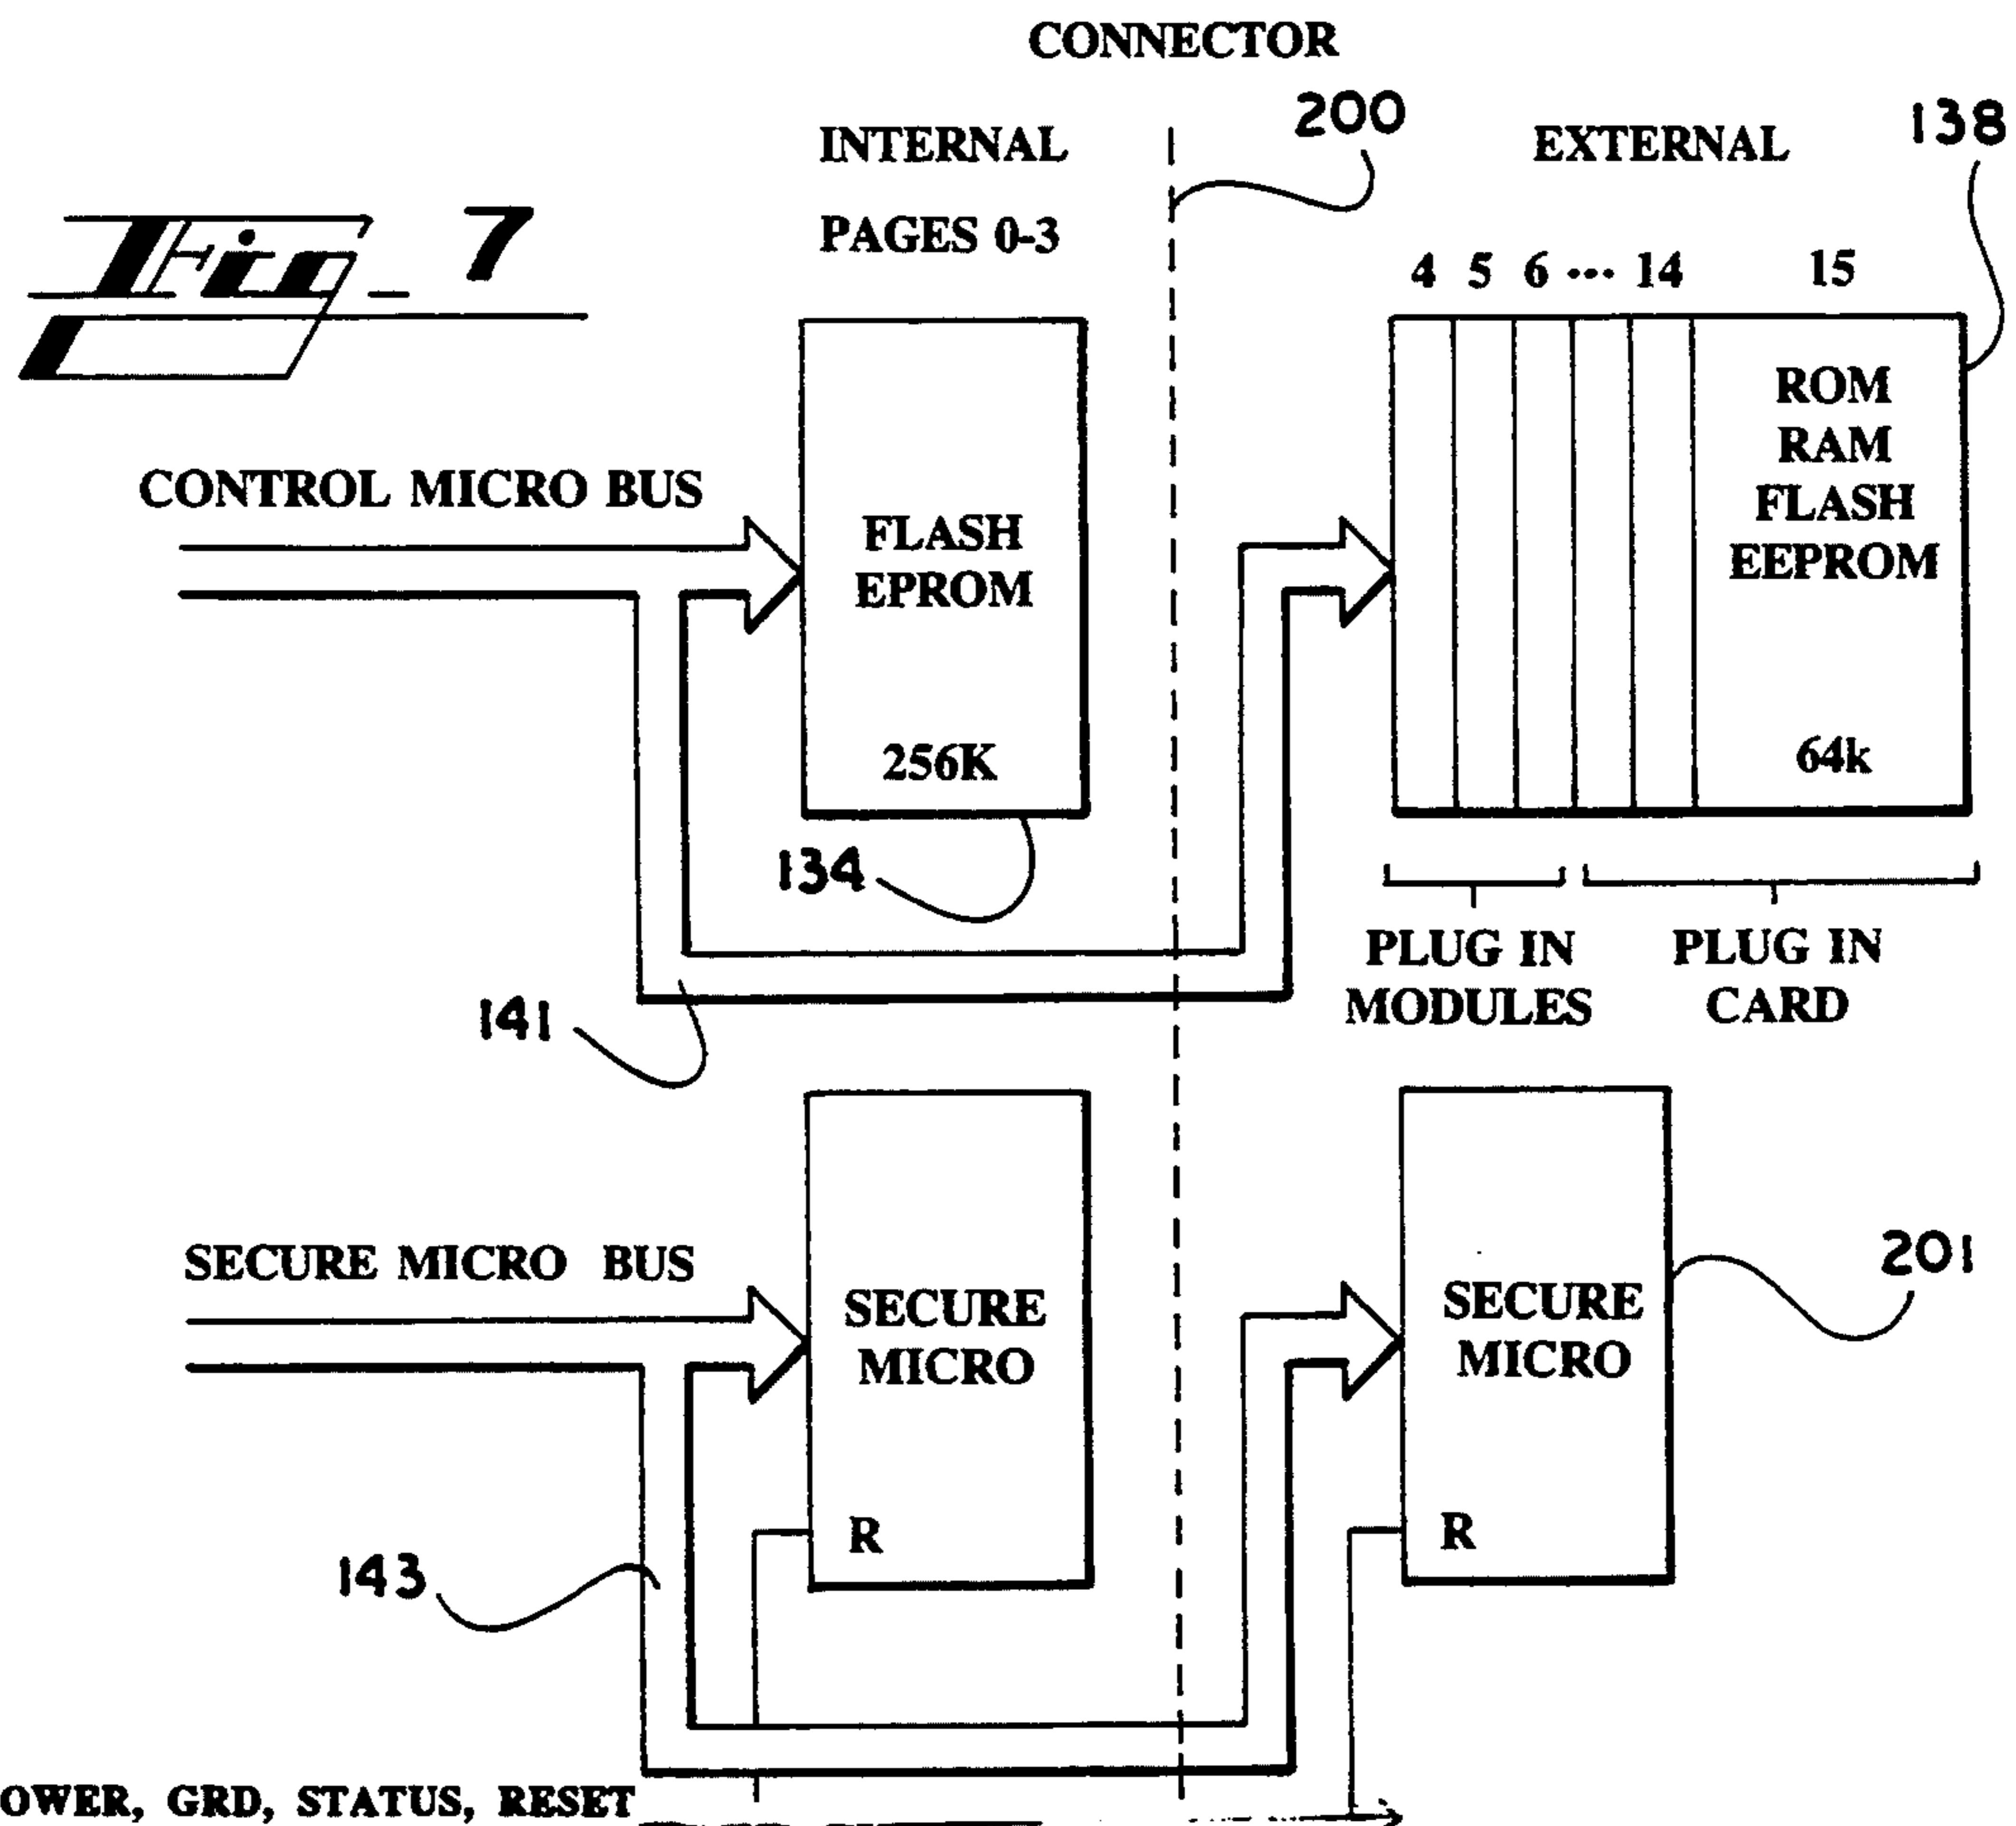 CONNECTOR
200
138
INTERNAL
PAGES 0-3
EXTERNAL
Fig_ 7
4 5 6 ... 14 15
ROM
RAM
FLASH
EEPROM
64k
CONTROL MICRO BUS
FLASH
EPROM
256K
134
PLUG IN
MODULES
PLUG IN
CARD
141
SECURE MICRO BUS
SECURE
MICRO
R
SECURE
MICRO
R
201
143
OWER, GRD, STATUS, RESET